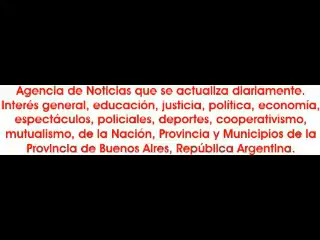 Agencia de Noticias que se actualiza diariamente.
Interés general, educación, justicia, política, economía,
espectáculos, policiales, deportes, cooperativismo,
mutualismo, de la Nación, Provincia y Municipios de la
Provincia de Buenos Aires, República Argentina.